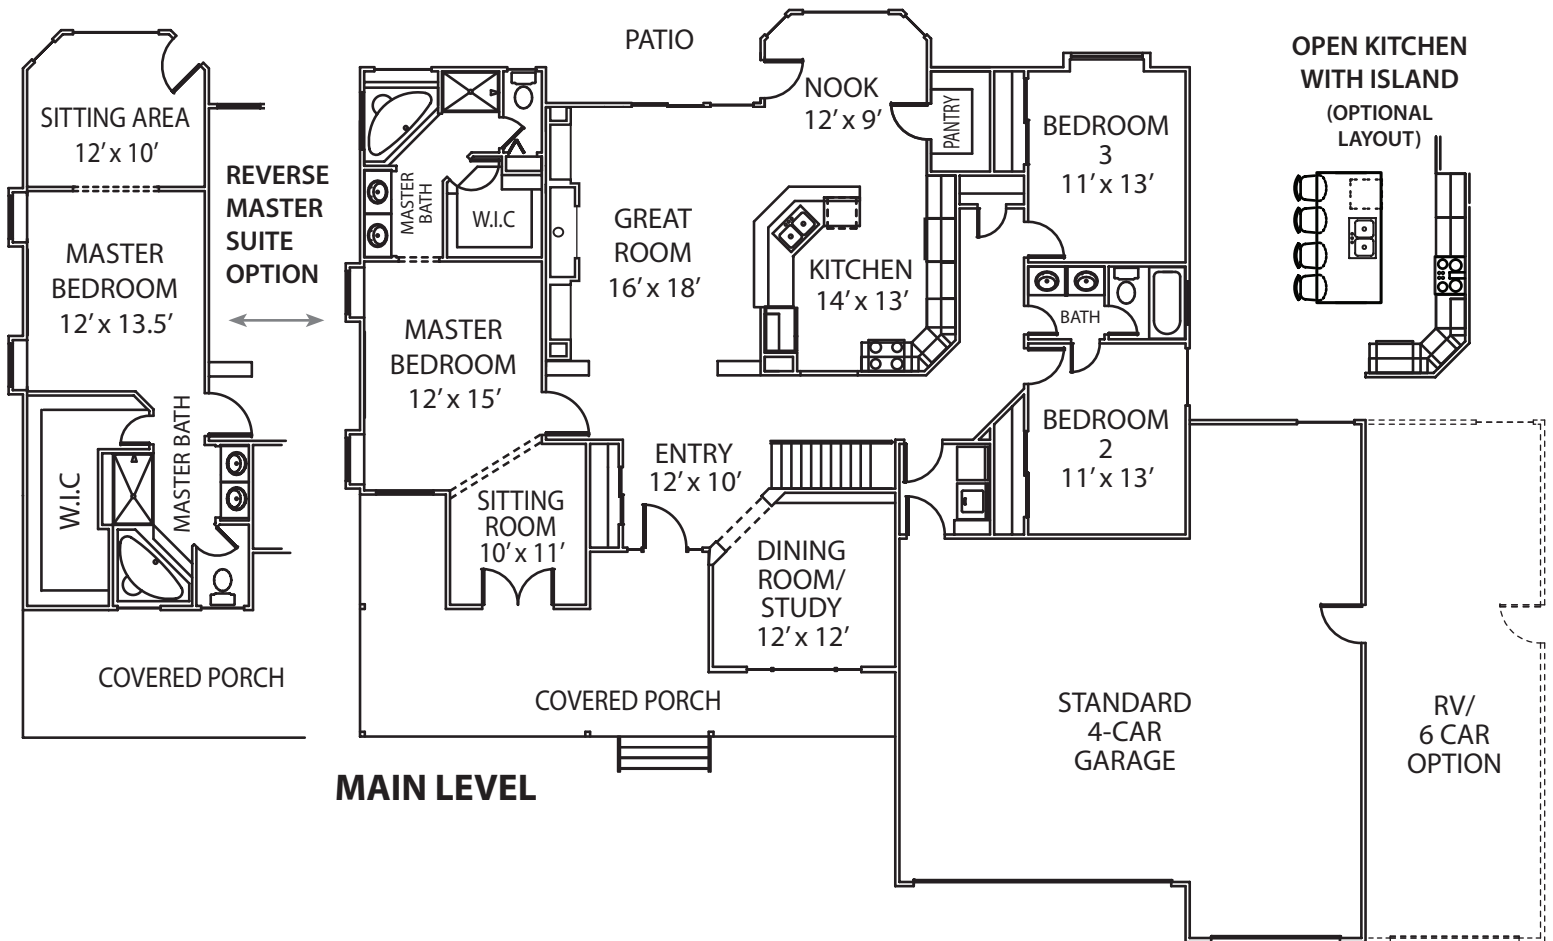 SITTING AREA
12’ x 10’
REVERSE
MASTER
SUITE
OPTION
MASTER
BEDROOM
12’ x 13.5’
W.I.C
MASTER BATH
COVERED PORCH
PATIO
NOOK
12’ x 9’
PANTRY
BEDROOM
3
11’ x 13’
MASTER
BATH
W.I.C
GREAT
ROOM
16’ x 18’
KITCHEN
14’ x 13’
BATH
MASTER
BEDROOM
12’ x 15’
BEDROOM
2
11’ x 13’
ENTRY
12’ x 10’
SITTING
ROOM
10’ x 11’
DINING
ROOM/
STUDY
12’ x 12’
COVERED PORCH
STANDARD
4-CAR
GARAGE
RV/
6 CAR
OPTION
MAIN LEVEL
OPEN KITCHEN
WITH ISLAND
(OPTIONAL
LAYOUT)